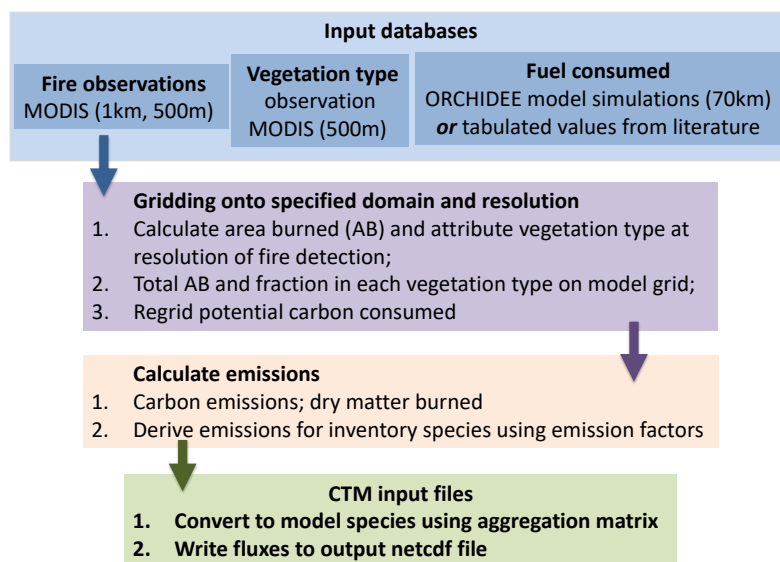 Input databases
Fire observations
MODIS (1km, 500m)
Vegetation type
observation
MODIS (500m)
Fuel consumed
ORCHIDEE model simulations (70km)
or tabulated values from literature
Gridding onto specified domain and resolution
1. Calculate area burned (AB) and attribute vegetation type at
resolution of fire detection;
2. Total AB and fraction in each vegetation type on model grid;
3. Regrid potential carbon consumed
Calculate emissions
1. Carbon emissions; dry matter burned
2. Derive emissions for inventory species using emission factors
CTM input files
1. Convert to model species using aggregation matrix
2. Write fluxes to output netcdf file